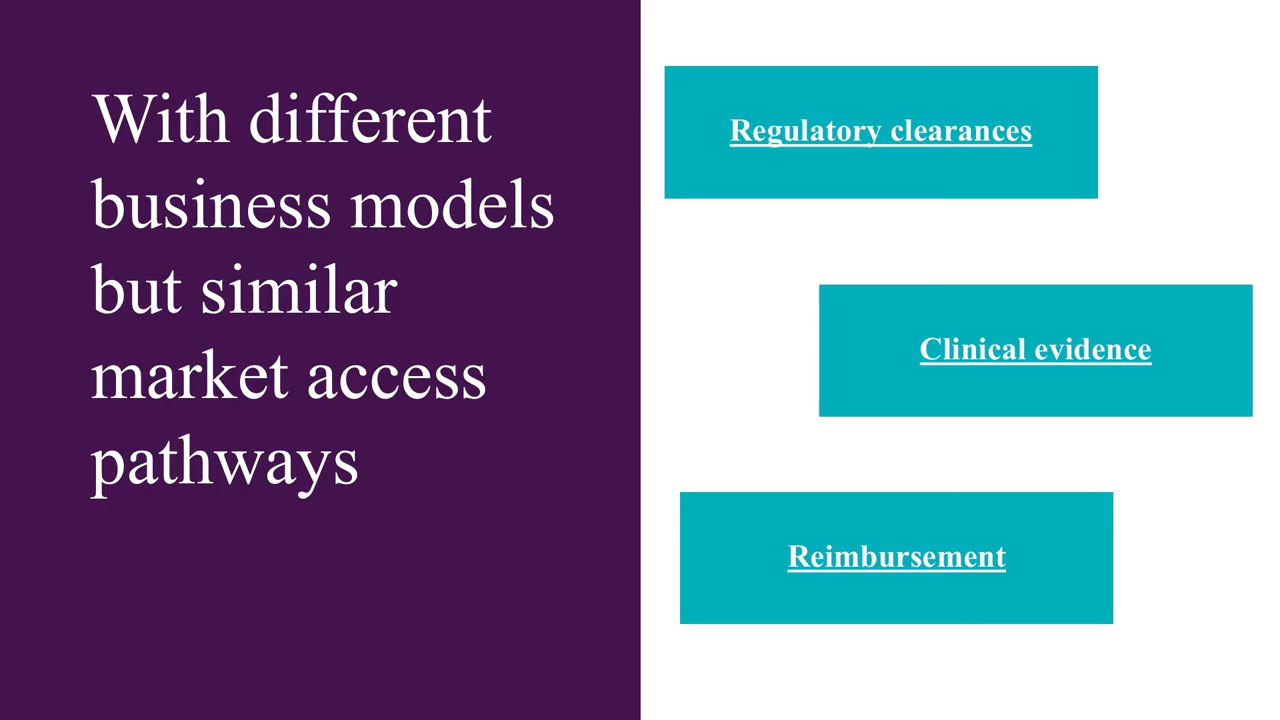 With different
business models
but similar
market access
pathways
Regulatory clearances
Clinical evidence
Reimbursement